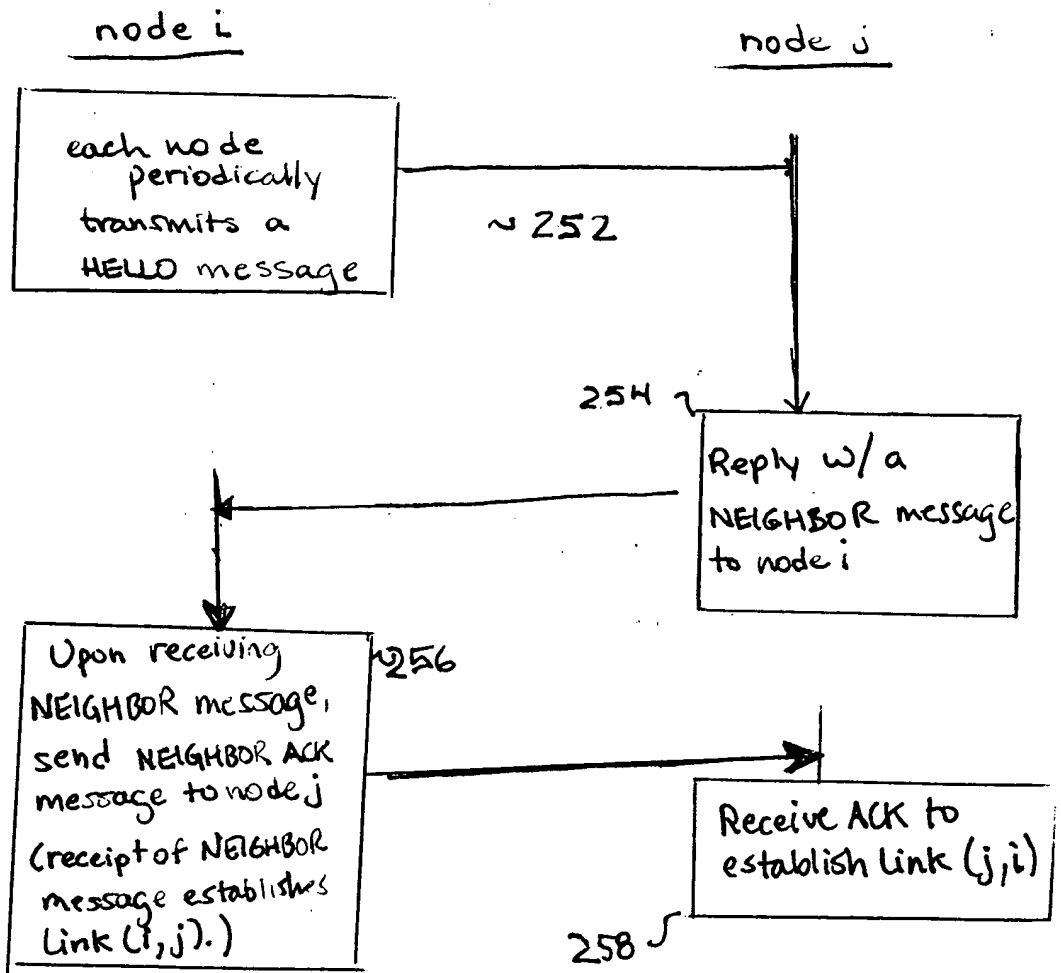 node i
node j
each node
periodically
transmits a
HELLO message
~ 252
254
Reply w/ a
NEIGHBOR message
to node i
Upon receiving
NEIGHBOR message,
send NEIGHBOR ACK
message to node j
(receipt of NEIGHBOR
message establishes
Link (i,j).)
~256
Receive ACK to
establish link (j,i)
258